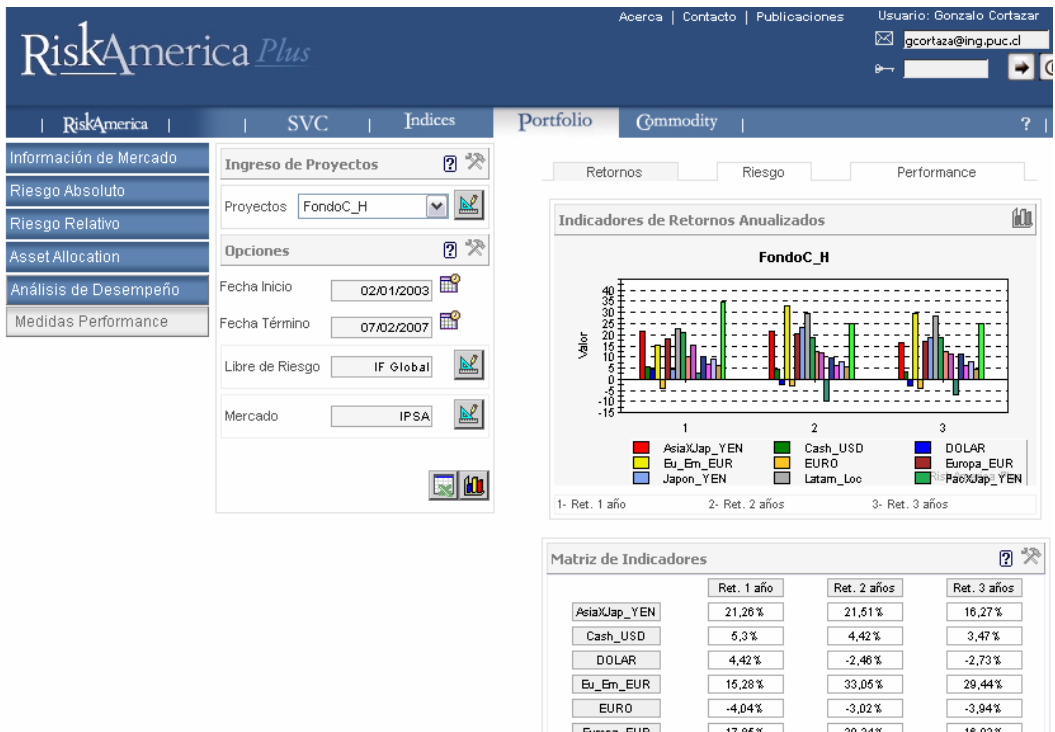 Acerca | Contacto | Publicaciones
Usuario: Gonzalo Cortazar
gcortaza@ing.puc.cl
RiskAmerica Plus
| RiskAmerica |
| SVC |
Indices
Portfolio
Commodity |
? |
Información de Mercado
Riesgo Absoluto
Riesgo Relativo
Asset Allocation
Análisis de Desempeño
Medidas Performance
Ingreso de Proyectos ?
Proyectos FondoC_H
Opciones ?
Fecha Inicio 02/01/2003
Fecha Término 07/02/2007
Libre de Riesgo IF Global
Mercado IPSA
Retornos Riesgo Performance
Indicadores de Retornos Anualizados
FondoC_H
Valor
40
35
30
25
20
15
10
5
0
-5
-10
-15
1 2 3
AsiaXJap_YEN Cash_USD DOLAR
Eu_Em_EUR EURO Europa_EUR
Japon_YEN Latam_Loc PacXJap_YEN
1- Ret. 1 año 2- Ret. 2 años 3- Ret. 3 años
Matriz de Indicadores ?
Ret. 1 año Ret. 2 años Ret. 3 años
AsiaXJap_YEN 21,26% 21,51% 16,27%
Cash_USD 5,3% 4,42% 3,47%
DOLAR 4,42% -2,46% -2,73%
Eu_Em_EUR 15,28% 33,05% 29,44%
EURO -4,04% -3,02% -3,94%